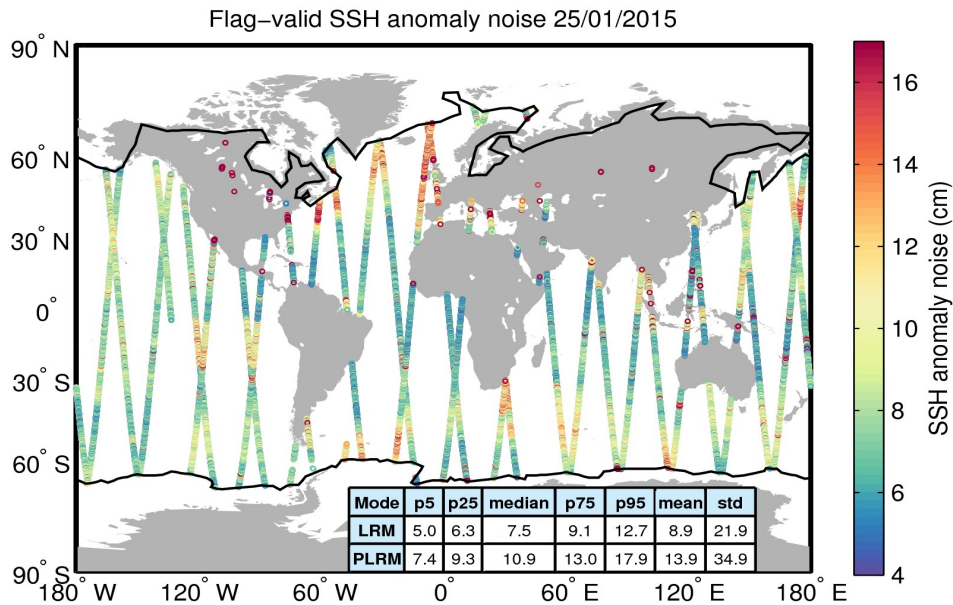 Flag−valid SSH anomaly noise 25/01/2015
90° N
60° N
30° N
0°
30° S
60° S
90° S
180° W
120° W
60° W
0°
60° E
120° E
180° E
Mode p5 p25 median p75 p95 mean std
LRM 5.0 6.3 7.5 9.1 12.7 8.9 21.9
PLRM 7.4 9.3 10.9 13.0 17.9 13.9 34.9
16
14
12
10
8
6
4
SSH anomaly noise (cm)